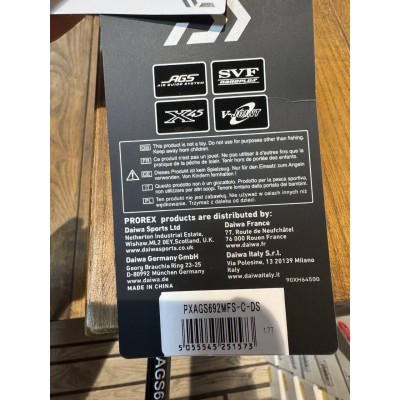 AGS
AIR GUIDE SYSTEM
SVF
NANOPLUS
X45
V-JOINT
GB This product is not a toy. Do not use for purposes other than fishing.
Keep away from children.
FR Ce produit n'est pas un jouet. Ne pas utiliser à d'autres fins que la
pratique de la pêche de loisir. Tenir hors de portée des enfants.
DE Dieses Gerät ist kein Spielzeug. Nur für den Einsatz zum Angeln
verwenden. Von Kindern fernhalten !
IT Questo prodotto non è un giocattolo. Prodotto per la pesca sportiva,
non utilizzare per altri scopi. Tenere lontano dalla portata dei bambini.
PL Ten produkt nie jest zabawką. Nie używać w celach innych niż
wędkowanie. Trzymać z daleka od dzieci.
PROREX products are distributed by:
Daiwa Sports Ltd
Netherton Industrial Estate,
Wishaw,ML2 0EY,Scotland, U.K.
www.daiwasports.co.uk
Daiwa Germany GmbH
Georg Brauchle Ring 23-25
D-80992 München Germany
www.daiwa.de
MADE IN CHINA
Daiwa France
77, Route de Neufchâtel
76 000 Rouen France
www.daiwa.fr
Daiwa Italy S.r.l.
Via Polesine, 13 20139 Milano
Italy
www.daiwaitaly.it
90XH64500
PXAGS692MFS-C-DS
5 055545 251573
177
AGS6